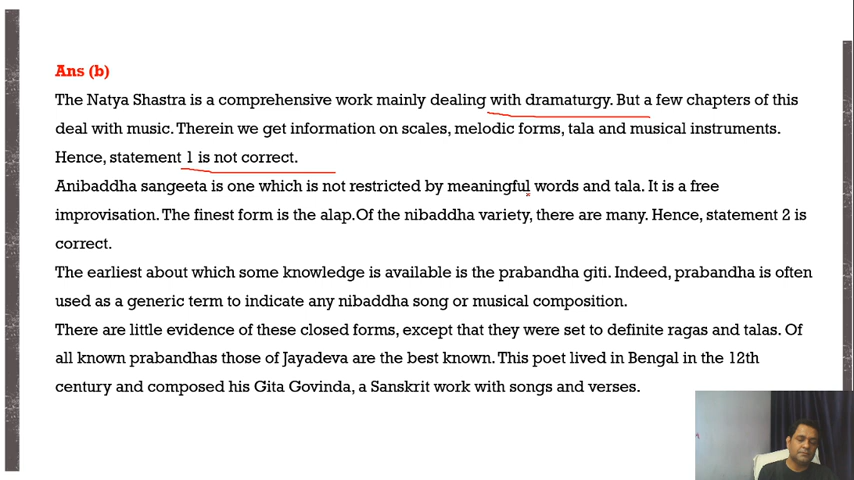 Ans (b)
The Natya Shastra is a comprehensive work mainly dealing with dramaturgy. But a few chapters of this
deal with music. Therein we get information on scales, melodic forms, tala and musical instruments.
Hence, statement 1 is not correct.
Anibaddha sangeeta is one which is not restricted by meaningful words and tala. It is a free
improvisation. The finest form is the alap.Of the nibaddha variety, there are many. Hence, statement 2 is
correct.
The earliest about which some knowledge is available is the prabandha giti. Indeed, prabandha is often
used as a generic term to indicate any nibaddha song or musical composition.
There are little evidence of these closed forms, except that they were set to definite ragas and talas. Of
all known prabandhas those of Jayadeva are the best known. This poet lived in Bengal in the 12th
century and composed his Gita Govinda, a Sanskrit work with songs and verses.